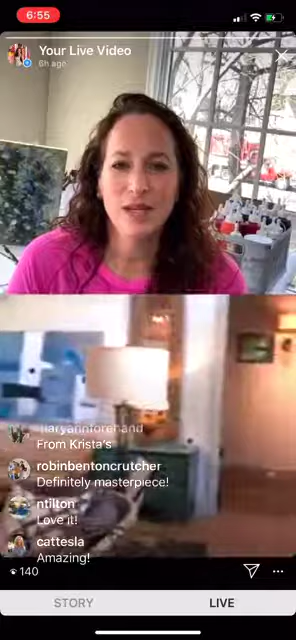 6:55
Your Live Video
6h ago
maryannforehand
From Krista's
robinbentoncrutcher
Definitely masterpiece!
ntilton
Love it!
cattesla
Amazing!
140
STORY
LIVE